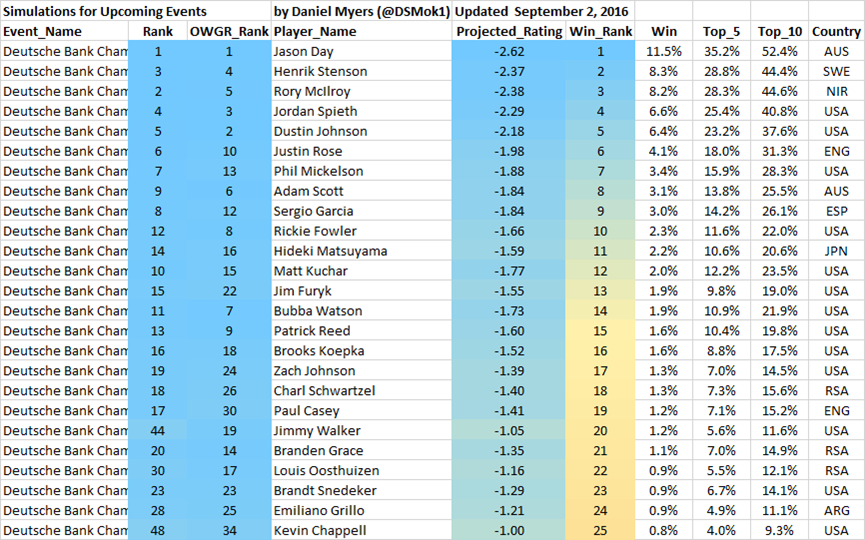 Simulations for Upcoming Events by Daniel Myers (@DSMok1) Updated September 2, 2016
Event_Name Rank OWGR_Rank Player_Name Projected_Rating Win_Rank Win Top_5 Top_10 Country
Deutsche Bank Cham 1 1 Jason Day -2.62 1 11.5% 35.2% 52.4% AUS
Deutsche Bank Cham 3 4 Henrik Stenson -2.37 2 8.3% 28.8% 44.4% SWE
Deutsche Bank Cham 2 5 Rory McIlroy -2.38 3 8.2% 28.3% 44.6% NIR
Deutsche Bank Cham 4 3 Jordan Spieth -2.29 4 6.6% 25.4% 40.8% USA
Deutsche Bank Cham 5 2 Dustin Johnson -2.18 5 6.4% 23.2% 37.6% USA
Deutsche Bank Cham 6 10 Justin Rose -1.98 6 4.1% 18.0% 31.3% ENG
Deutsche Bank Cham 7 13 Phil Mickelson -1.88 7 3.4% 15.9% 28.3% USA
Deutsche Bank Cham 9 6 Adam Scott -1.84 8 3.1% 13.8% 25.5% AUS
Deutsche Bank Cham 8 12 Sergio Garcia -1.84 9 3.0% 14.2% 26.1% ESP
Deutsche Bank Cham 12 8 Rickie Fowler -1.66 10 2.3% 11.6% 22.0% USA
Deutsche Bank Cham 14 16 Hideki Matsuyama -1.59 11 2.2% 10.6% 20.6% JPN
Deutsche Bank Cham 10 15 Matt Kuchar -1.77 12 2.0% 12.2% 23.5% USA
Deutsche Bank Cham 15 22 Jim Furyk -1.55 13 1.9% 9.8% 19.0% USA
Deutsche Bank Cham 11 7 Bubba Watson -1.73 14 1.9% 10.9% 21.9% USA
Deutsche Bank Cham 13 9 Patrick Reed -1.60 15 1.6% 10.4% 19.8% USA
Deutsche Bank Cham 16 18 Brooks Koepka -1.52 16 1.6% 8.8% 17.5% USA
Deutsche Bank Cham 19 24 Zach Johnson -1.39 17 1.3% 7.0% 14.5% USA
Deutsche Bank Cham 18 26 Charl Schwartzel -1.40 18 1.3% 7.3% 15.6% RSA
Deutsche Bank Cham 17 30 Paul Casey -1.41 19 1.2% 7.1% 15.2% ENG
Deutsche Bank Cham 44 19 Jimmy Walker -1.05 20 1.2% 5.6% 11.6% USA
Deutsche Bank Cham 20 14 Branden Grace -1.35 21 1.1% 7.0% 14.9% RSA
Deutsche Bank Cham 30 17 Louis Oosthuizen -1.16 22 0.9% 5.5% 12.1% RSA
Deutsche Bank Cham 23 23 Brandt Snedeker -1.29 23 0.9% 6.7% 14.1% USA
Deutsche Bank Cham 28 25 Emiliano Grillo -1.21 24 0.9% 4.9% 11.1% ARG
Deutsche Bank Cham 48 34 Kevin Chappell -1.00 25 0.8% 4.0% 9.3% USA